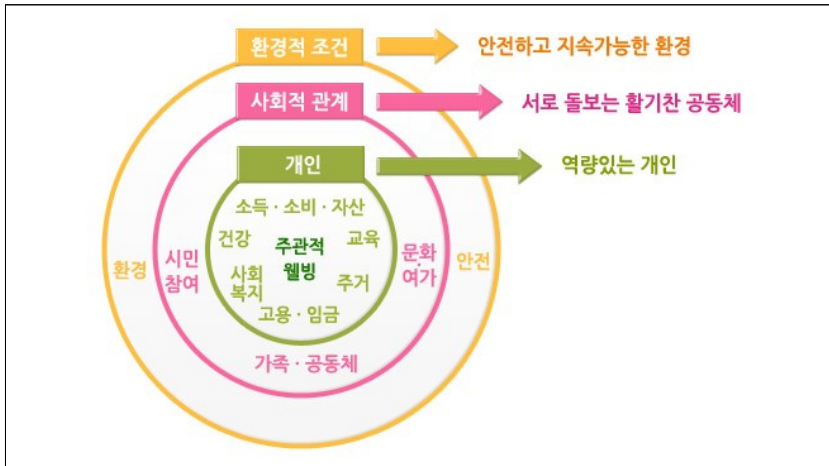 환경적 조건
안전하고 지속가능한 환경
사회적 관계
서로 돌보는 활기찬 공동체
개인
역량있는 개인
소득 · 소비 · 자산
건강
주관적
웰빙
교육
환경
시민
참여
사회
복지
주거
문화·
여가
안전
고용 · 임금
가족 · 공동체